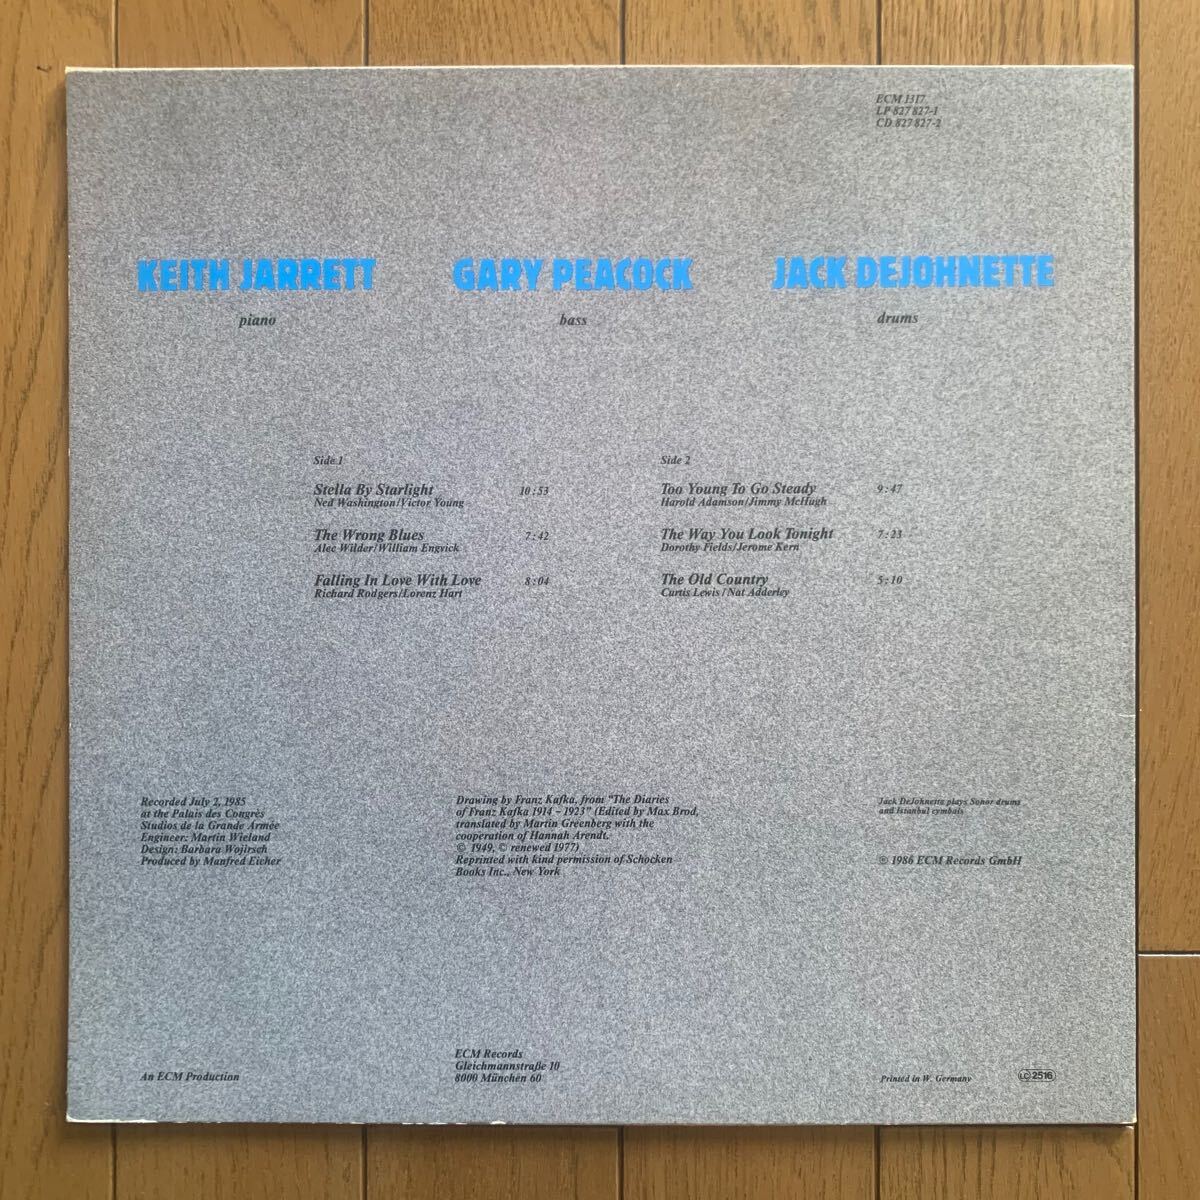 ECM 1317
LP 827 827-1
CD 827 827-2
KEITH JARRETT
piano
GARY PEACOCK
bass
JACK DEJOHNETTE
drums
Side 1
Stella By Starlight 10:53
Ned Washington/Victor Young
The Wrong Blues 7:42
Alec Wilder/William Engvick
Falling In Love With Love 8:04
Richard Rodgers/Lorenz Hart
Side 2
Too Young To Go Steady 9:47
Harold Adamson/Jimmy McHugh
The Way You Look Tonight 7:23
Dorothy Fields/Jerome Kern
The Old Country 5:10
Curtis Lewis/Nat Adderley
Recorded July 2, 1985
at the Palais des Congrès
Studios de la Grande Armée
Engineer: Martin Wieland
Design: Barbara Wojirsch
Produced by Manfred Eicher
Drawing by Franz Kafka, from “The Diaries
of Franz Kafka 1914 – 1923” (Edited by Max Brod,
translated by Martin Greenberg with the
cooperation of Hannah Arendt.
© 1949, © renewed 1977)
Reprinted with kind permission of Schocken
Books Inc., New York
Jack DeJohnette plays Sonor drums
and Istanbul cymbals
℗ 1986 ECM Records GmbH
An ECM Production
ECM Records
Gleichmannstraße 10
8000 München 60
Printed in W. Germany
LC 2516